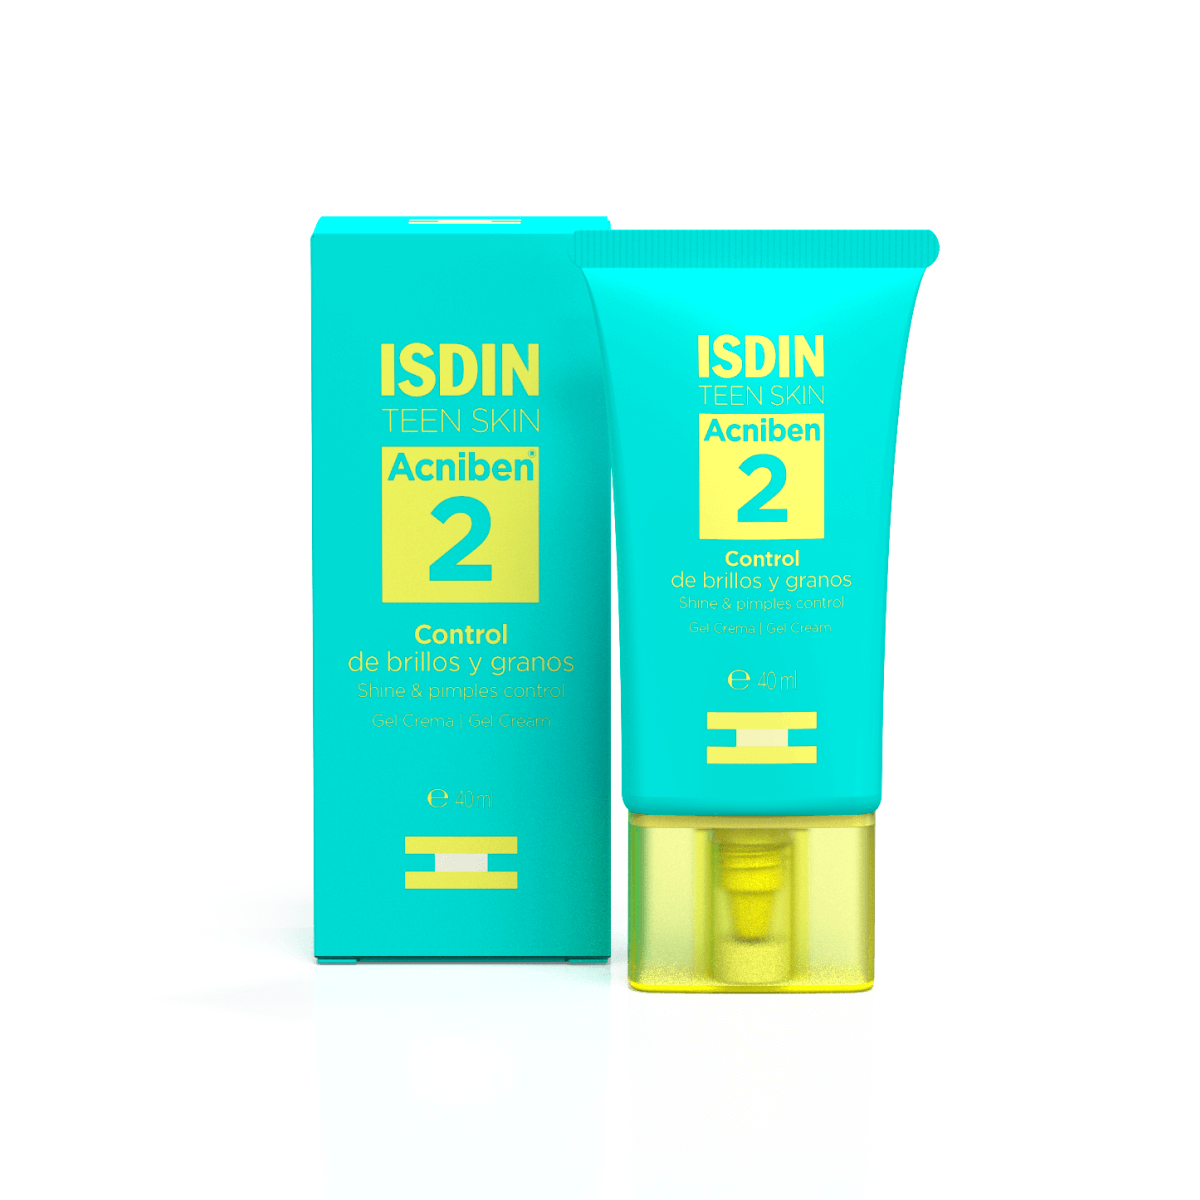 ISDIN
TEEN SKIN
Acniben®
2
Control
de brillos y granos
Shine & pimples control
Gel Crema | Gel Cream
℮ 40 ml
ISDIN
TEEN SKIN
Acniben
2
Control
de brillos y granos
Shine & pimples control
Gel Crema | Gel Cream
℮ 40 ml